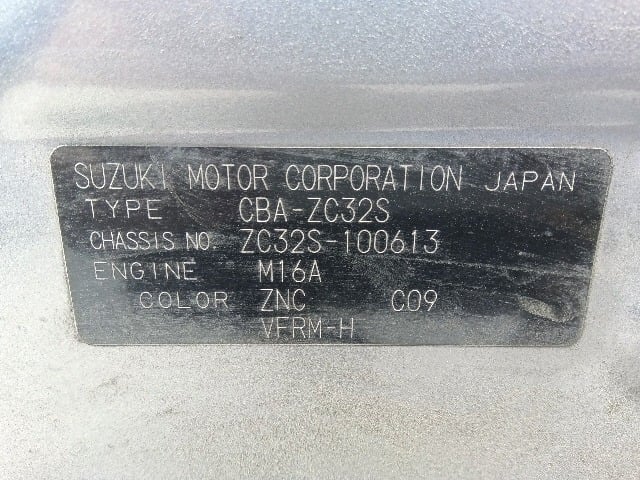 SUZUKI MOTOR CORPORATION JAPAN
TYPE CBA-ZC32S
CHASSIS NO. ZC32S-100613
ENGINE M16A
COLOR ZNC C09
VFRM-H